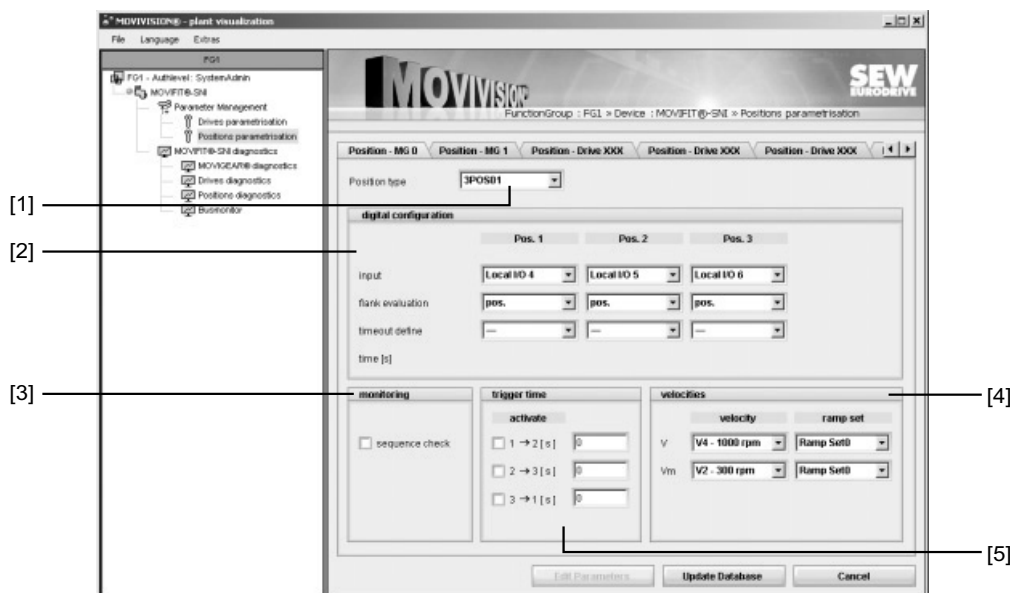 MOVIVISION® - plant visualization
File Language Extras
FG1
FG1 - Authlevel: SystemAdmin
MOVIFIT®-SNI
Parameter Management
Drives parametrisation
Positions parametrisation
MOVIFIT®-SNI diagnostics
MOVIGEAR® diagnostics
Drives diagnostics
Positions diagnostics
Busmonitor
MOVIVISION®
SEW
EURODRIVE
FunctionGroup : FG1 » Device : MOVIFIT®-SNI » Positions parametrisation
Position - MG 0 Position - MG 1 Position - Drive XXX Position - Drive XXX Position - Drive XXX
Position type 3POS01
[1]
digital configuration
[2]
Pos. 1 Pos. 2 Pos. 3
input Local I/O 4 Local I/O 5 Local I/O 6
flank evaluation pos. pos. pos.
timeout define --- --- ---
time [s]
[3]
monitoring
sequence check
trigger time
activate
1 → 2 [s] 0
2 → 3 [s] 0
3 → 1 [s] 0
velocities
[4]
velocity ramp set
V V4 - 1000 rpm Ramp Set0
Vm V2 - 300 rpm Ramp Set0
[5]
Edit Parameters Update Database Cancel